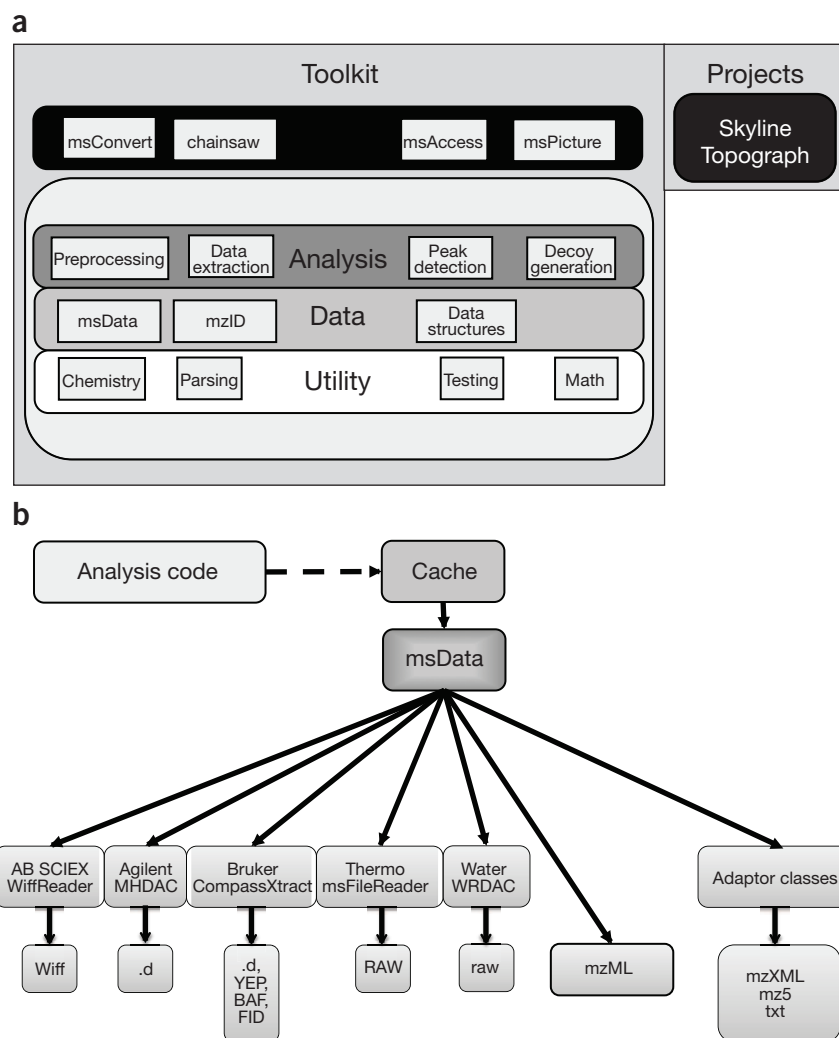 a
Toolkit
Projects
msConvert
chainsaw
msAccess
msPicture
Skyline
Topograph
Preprocessing
Data
extraction
Analysis
Peak
detection
Decoy
generation
msData
mzID
Data
Data
structures
Chemistry
Parsing
Utility
Testing
Math
b
Analysis code
Cache
msData
AB SCIEX
WiffReader
Agilent
MHDAC
Bruker
CompassXtract
Thermo
msFileReader
Water
WRDAC
Adaptor classes
Wiff
.d
.d,
YEP,
BAF,
FID
RAW
raw
mzML
mzXML
mz5
txt